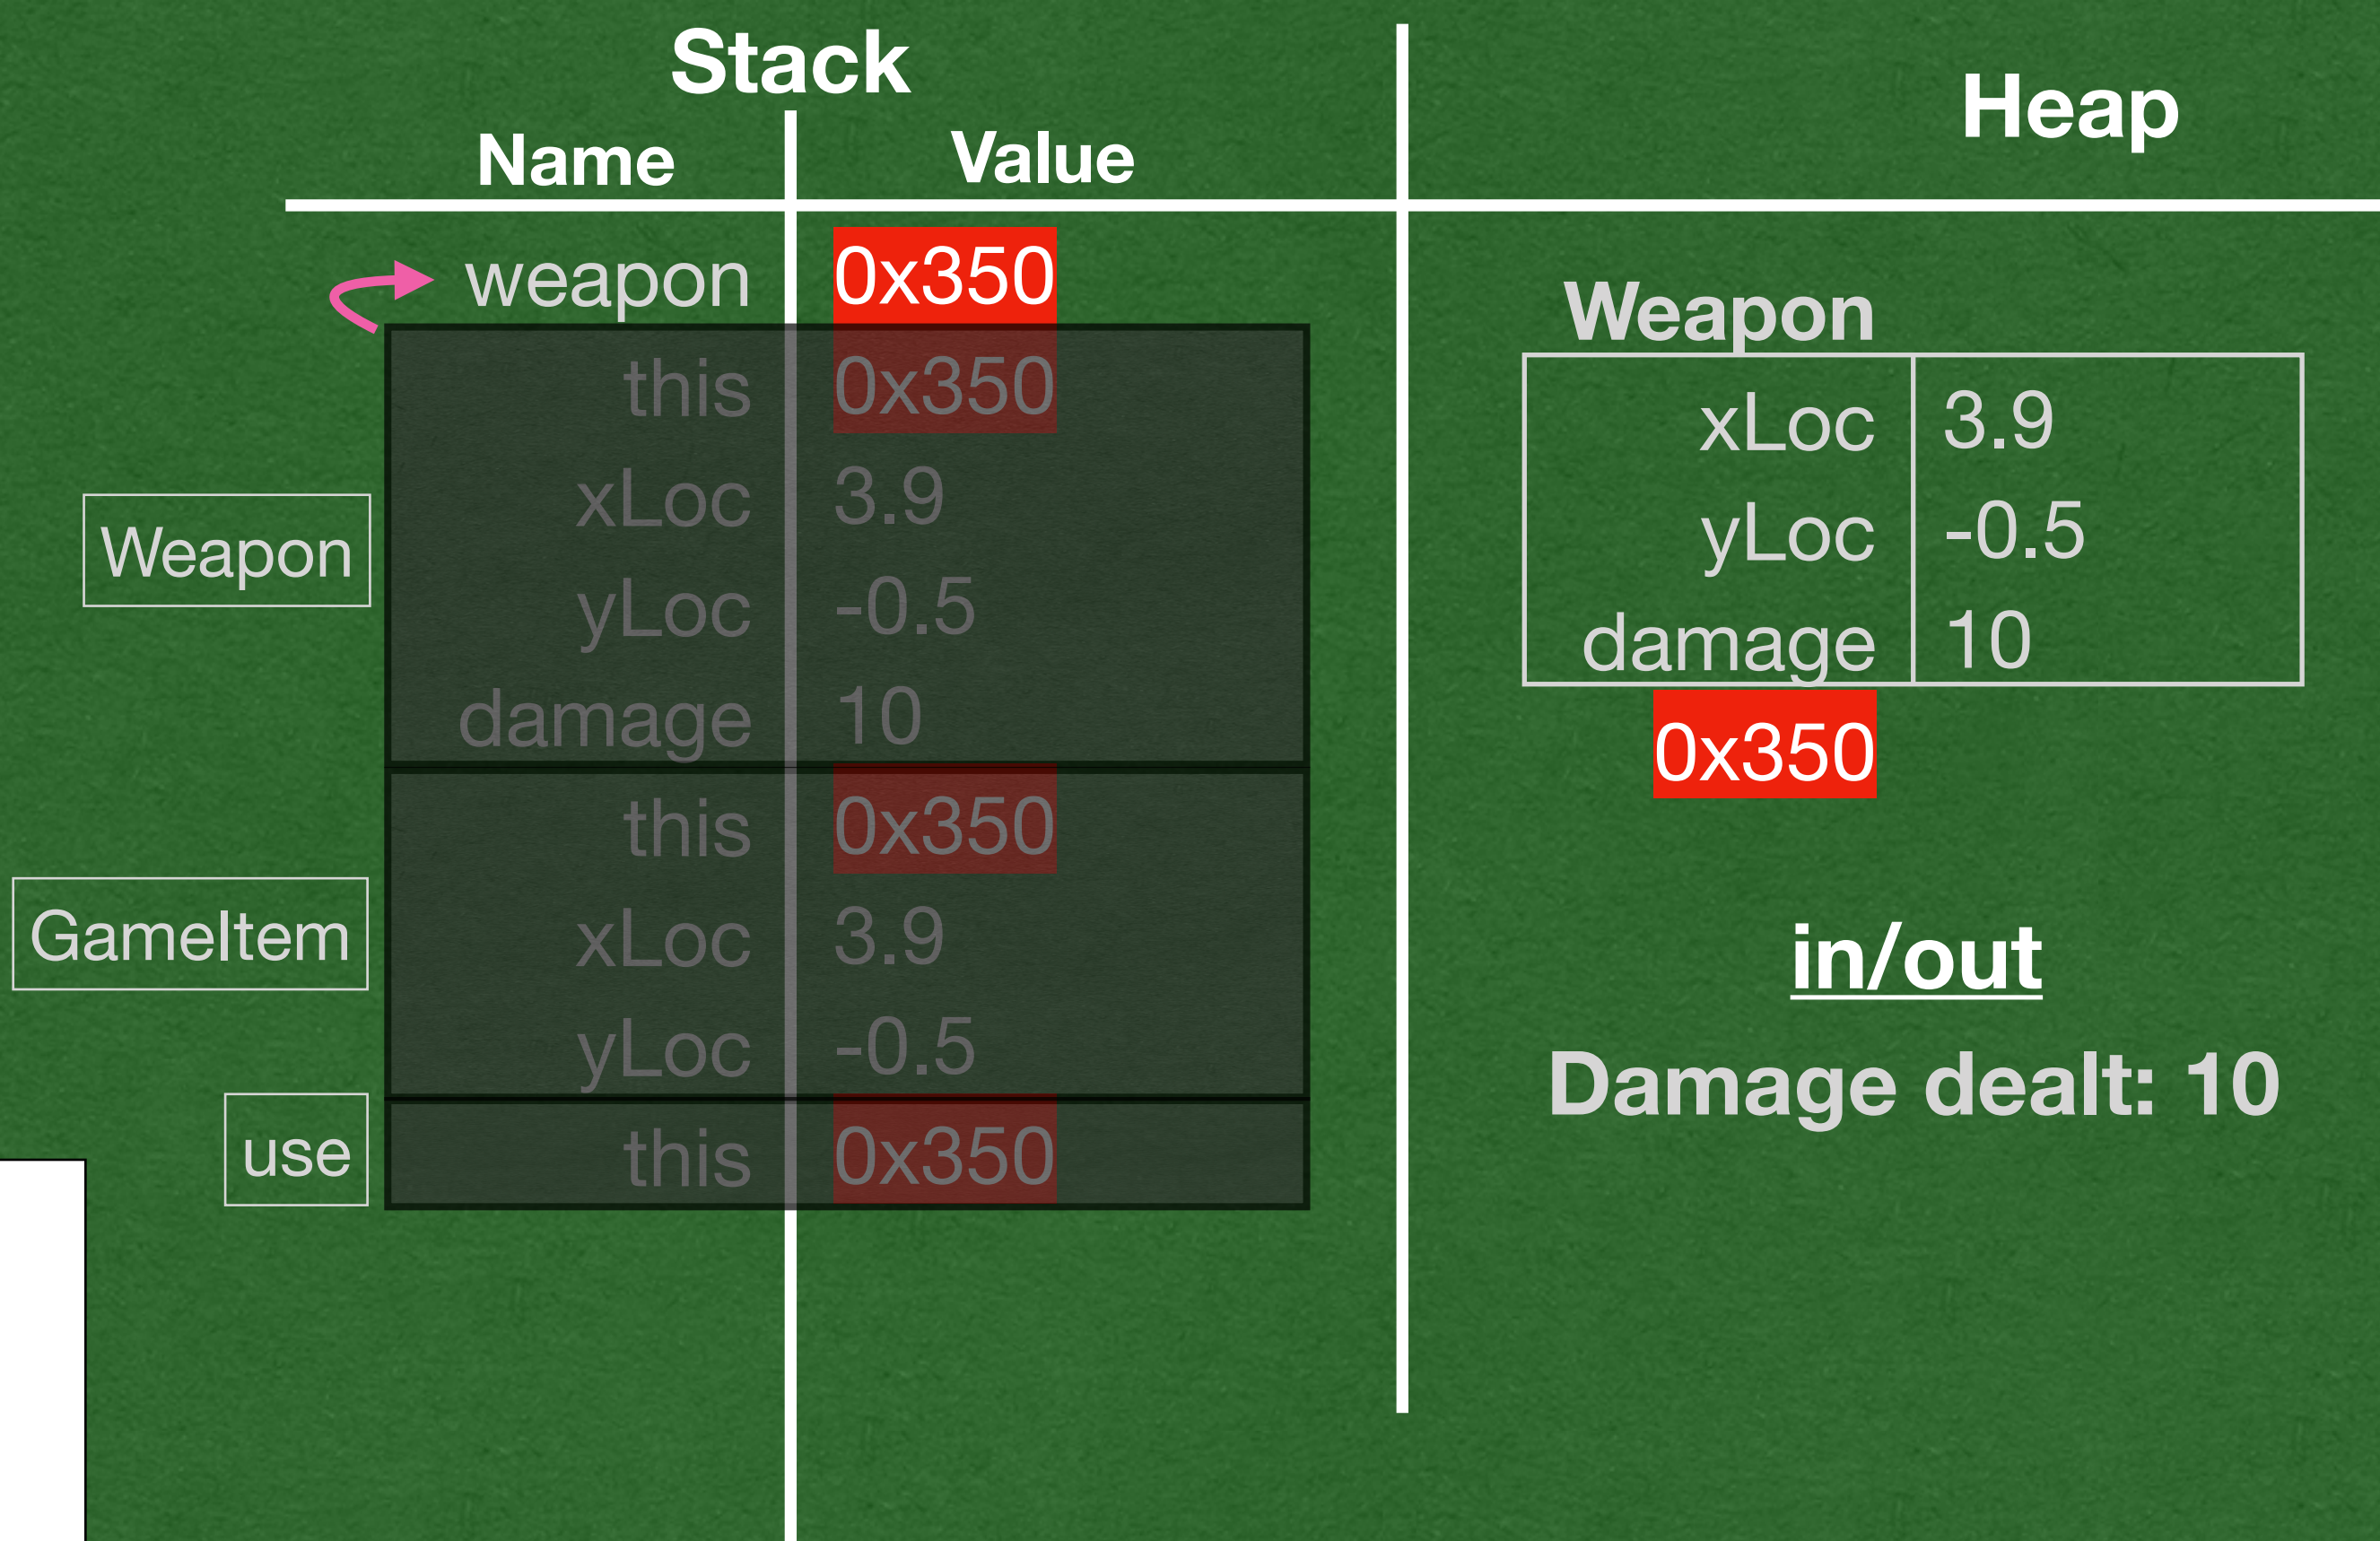 Stack
Heap
Name Value
weapon 0x350
this 0x350
xLoc 3.9
Weapon
yLoc -0.5
damage 10
this 0x350
GameItem
xLoc 3.9
yLoc -0.5
use
this 0x350
Weapon
xLoc 3.9
yLoc -0.5
damage 10
0x350
in/out
Damage dealt: 10